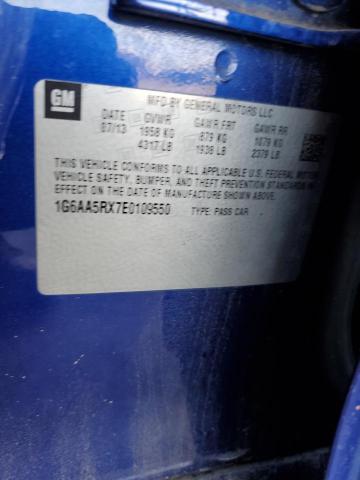 GM
MFD BY GENERAL MOTORS LLC
DATE GVWR GAWR FRT GAWR RR
07/13 1958 KG 879 KG 1079 KG
4317 LB 1938 LB 2379 LB
THIS VEHICLE CONFORMS TO ALL APPLICABLE U.S. FEDERAL MOTOR
VEHICLE SAFETY, BUMPER, AND THEFT PREVENTION STANDARDS IN
EFFECT ON THE DATE OF MANUFACTURE SHOWN ABOVE.
1G6AA5RX7E0109550 TYPE: PASS CAR